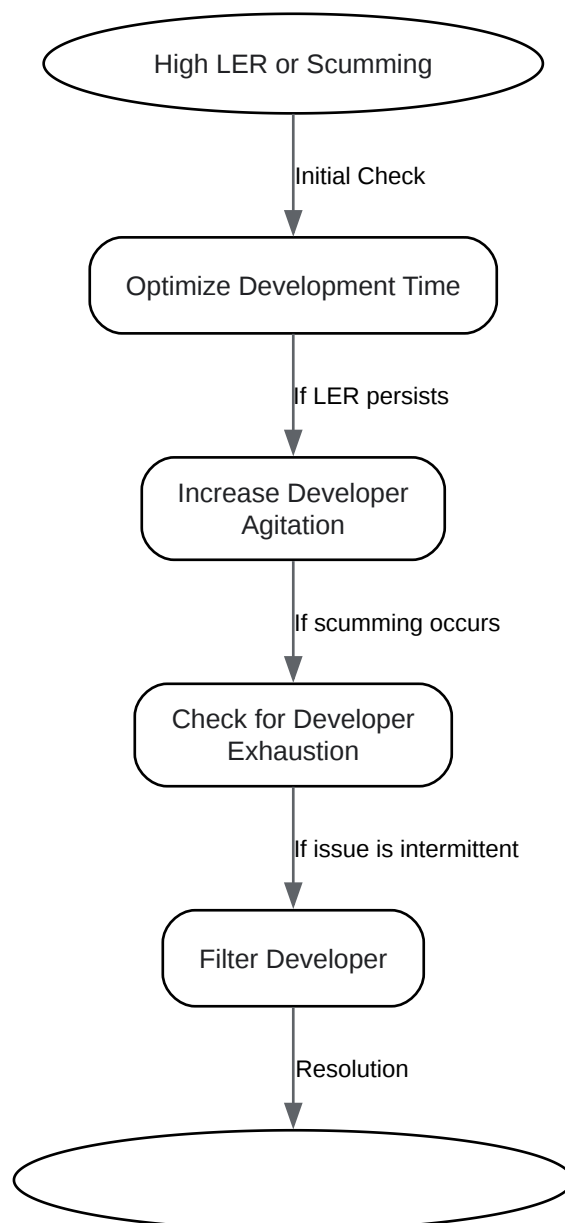 High LER or Scumming
Initial Check
Optimize Development Time
If LER persists
Increase Developer
Agitation
If scumming occurs
Check for Developer
Exhaustion
If issue is intermittent
Filter Developer
Resolution